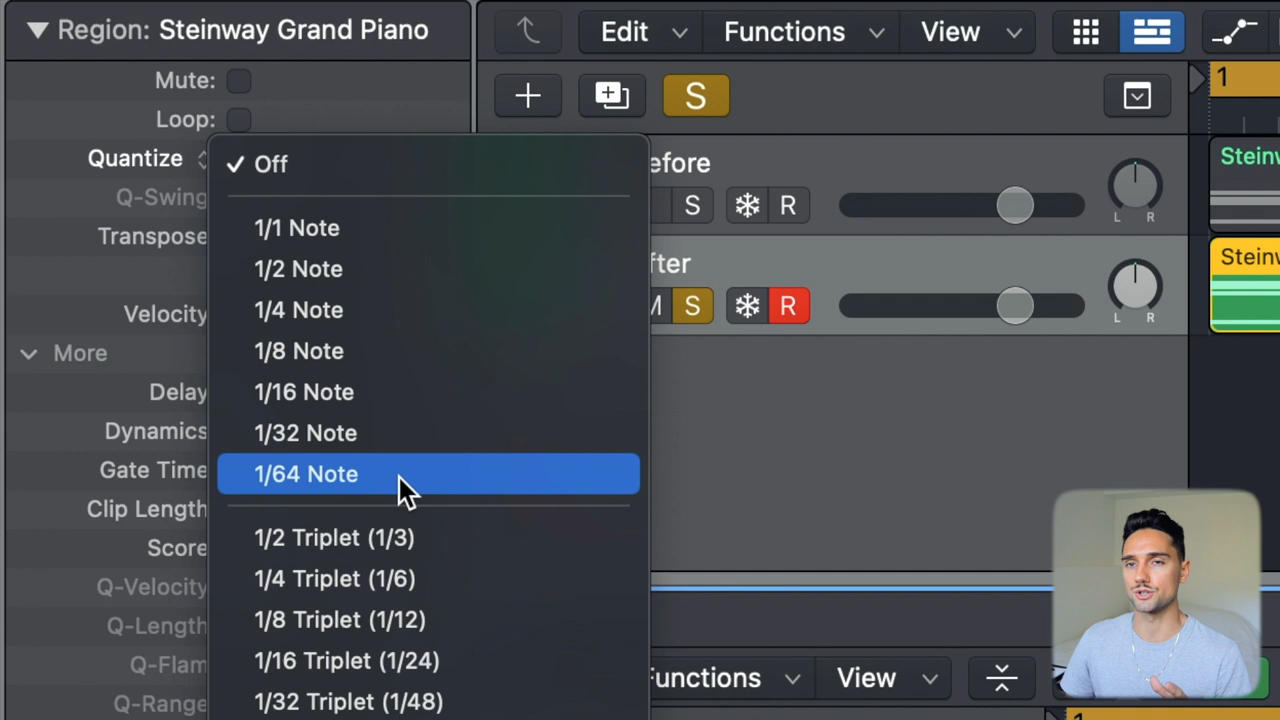 Region: Steinway Grand Piano
Mute:
Loop:
Quantize
Q-Swing
Transpose
Velocity
More
Delay
Dynamics
Gate Time
Clip Length
Score
Q-Velocity
Q-Length
Q-Flam
Q-Range
Off
1/1 Note
1/2 Note
1/4 Note
1/8 Note
1/16 Note
1/32 Note
1/64 Note
1/2 Triplet (1/3)
1/4 Triplet (1/6)
1/8 Triplet (1/12)
1/16 Triplet (1/24)
1/32 Triplet (1/48)
Edit Functions View
S
1
efore
S R
L R
Steinw
fter
M S R
L R
Steinw
Functions View
1